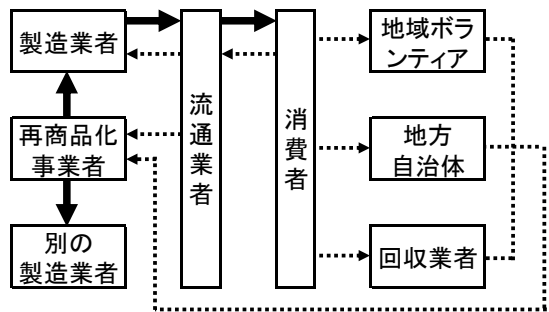 製造業者
再商品化
事業者
別の
製造業者
流通業者
消費者
地域ボラ
ンティア
地方
自治体
回収業者